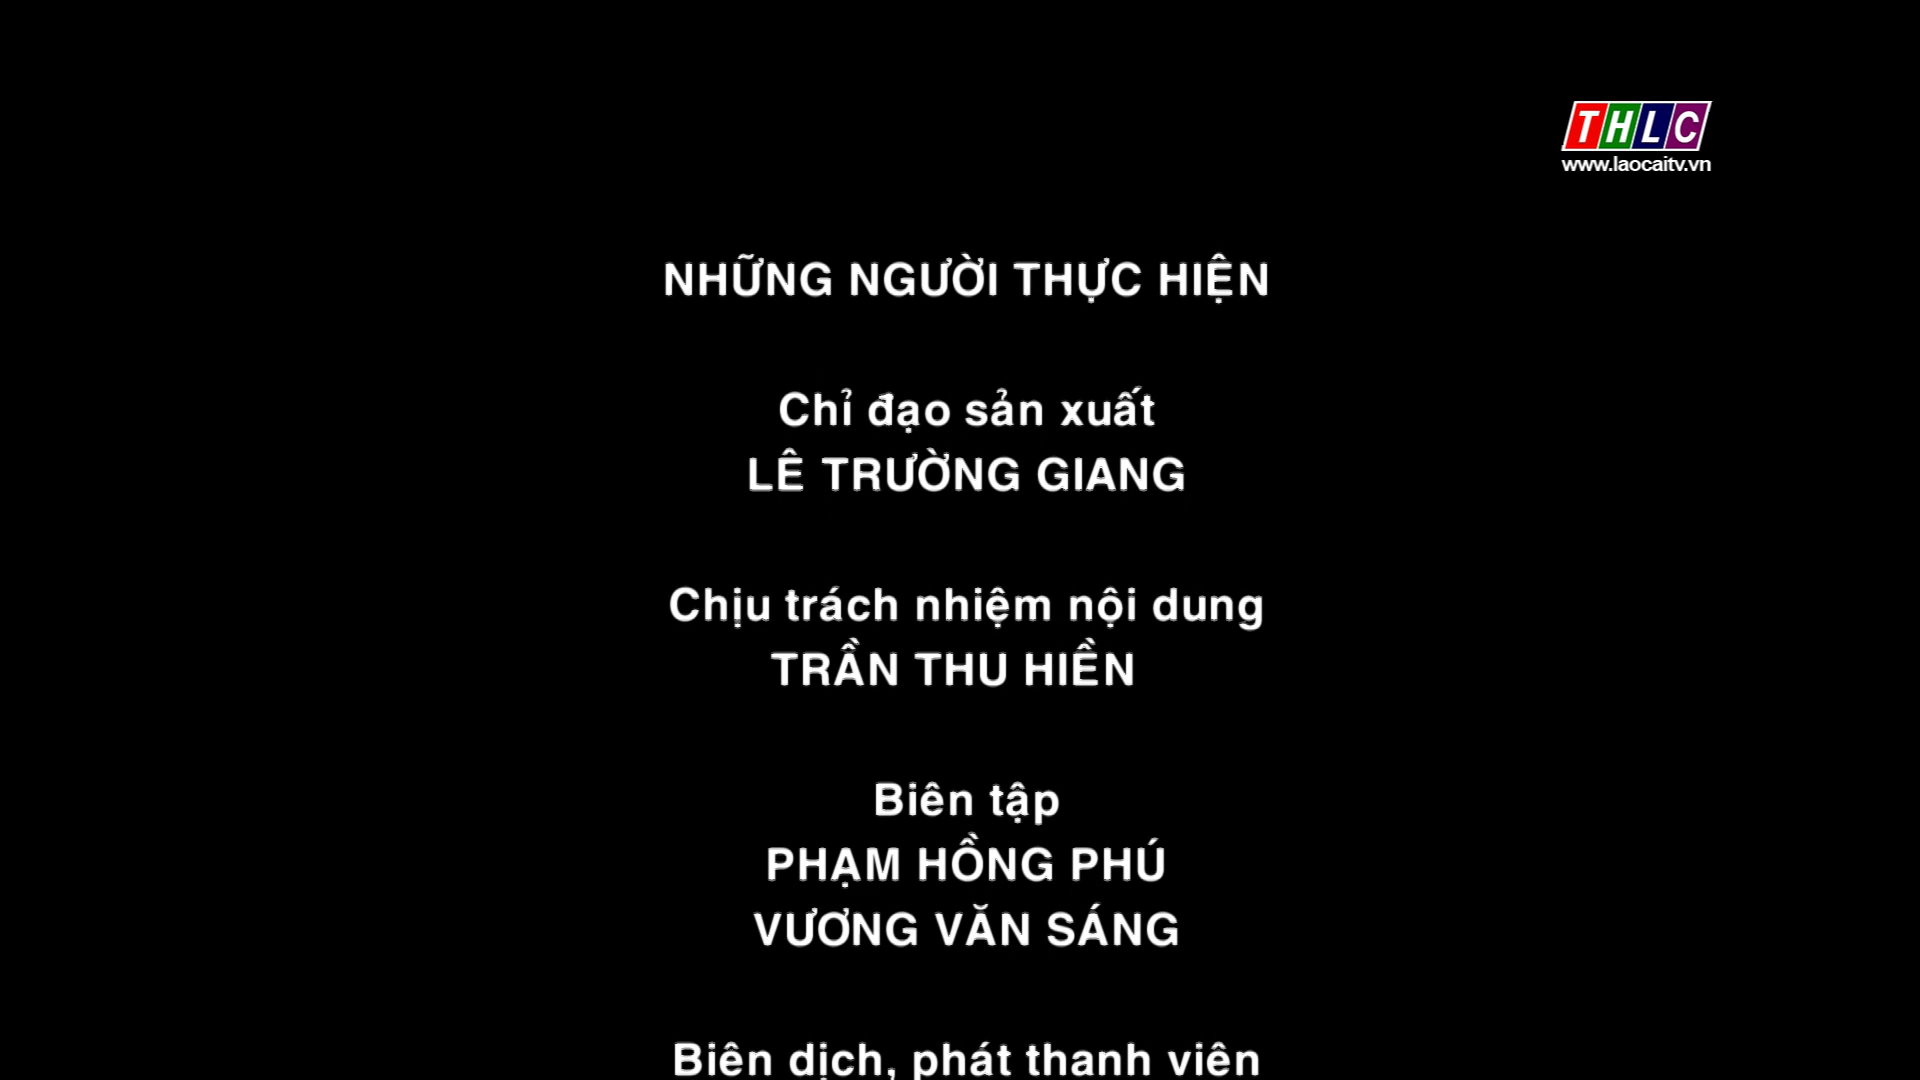 THLC
www.laocaitv.vn
NHỮNG NGƯỜI THỰC HIỆN
Chỉ đạo sản xuất
LÊ TRƯỜNG GIANG
Chịu trách nhiệm nội dung
TRẦN THU HIỀN
Biên tập
PHẠM HỒNG PHÚ
VƯƠNG VĂN SÁNG
Biên dịch, phát thanh viên